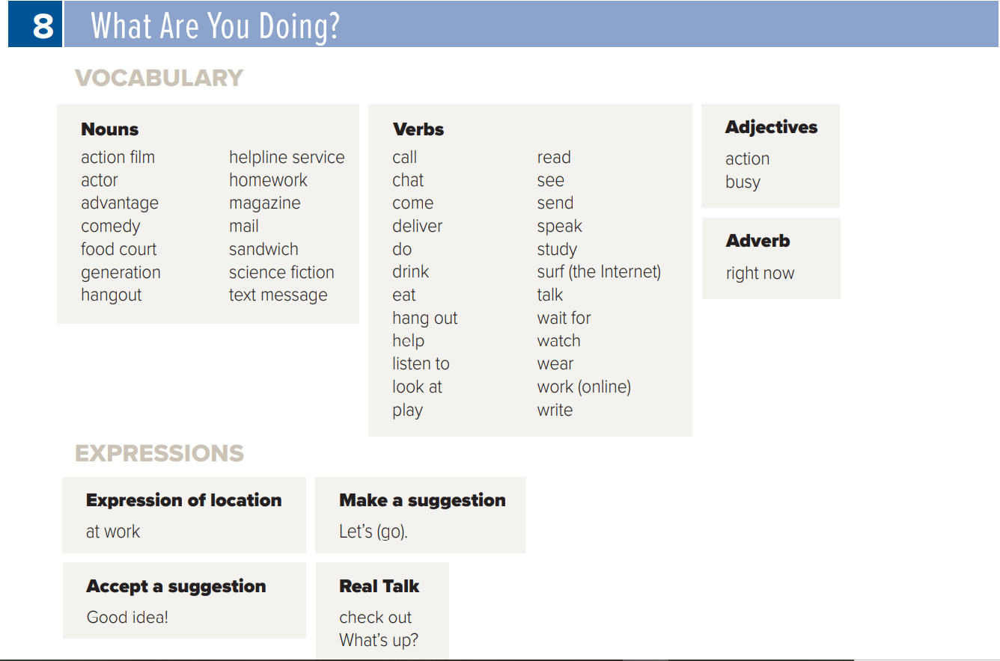 8 What Are You Doing?
VOCABULARY
Nouns
action film
actor
advantage
comedy
food court
generation
hangout
helpline service
homework
magazine
mail
sandwich
science fiction
text message
Verbs
call
chat
come
deliver
do
drink
eat
hang out
help
listen to
look at
play
read
see
send
speak
study
surf (the Internet)
talk
wait for
watch
wear
work (online)
write
Adjectives
action
busy
Adverb
right now
EXPRESSIONS
Expression of location
at work
Make a suggestion
Let’s (go).
Accept a suggestion
Good idea!
Real Talk
check out
What’s up?